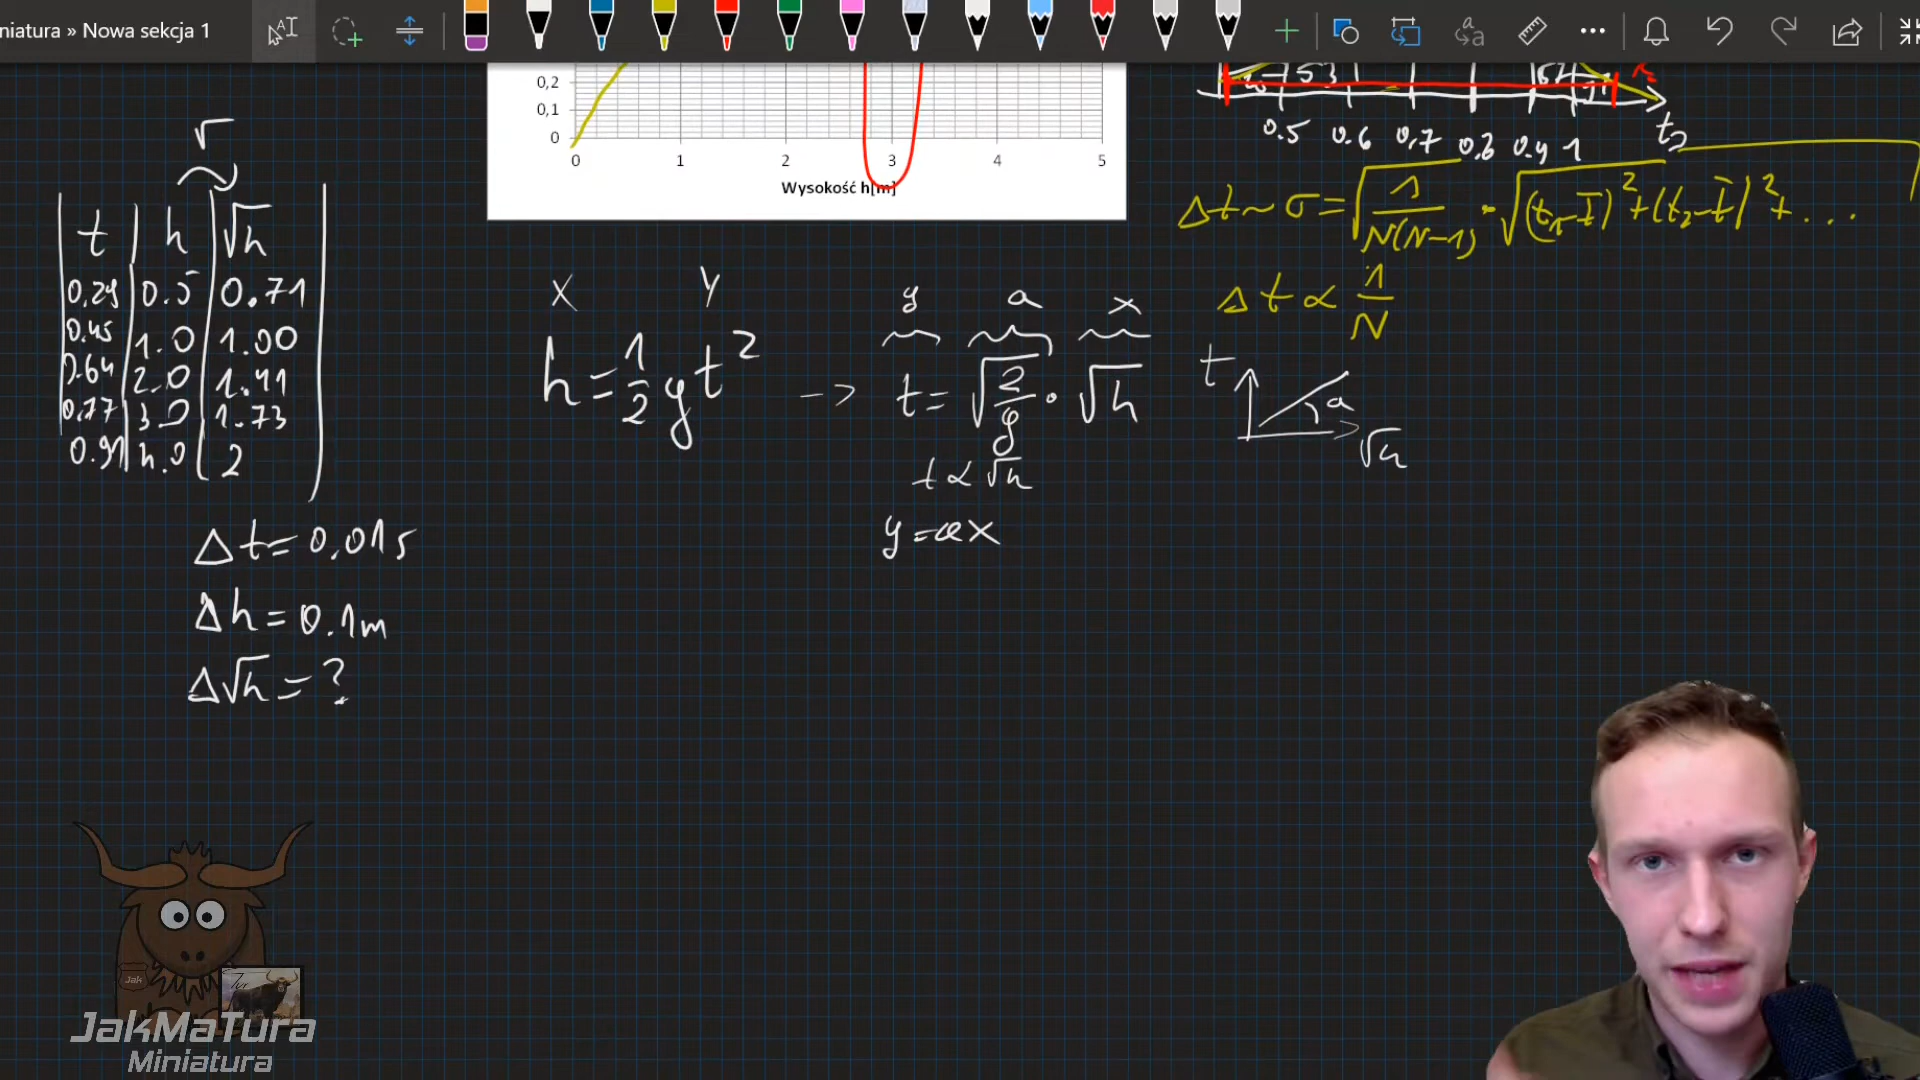 niatura » Nowa sekcja 1
0,2
0,1
0
0 1 2 3 4 5
Wysokość h[m]
0.5 0.6 0.7 0.8 0.9 1
Δt ~ σ = √(1/N(N-1)) · √((t₁-t̄)² + (t₂-t̄)² + ...
Δt ∝ 1/N
√
t | h | √h
0.29 | 0.5 | 0.71
0.45 | 1.0 | 1.00
0.64 | 2.0 | 1.41
0.77 | 3.0 | 1.73
0.91 | 4.0 | 2
Δt = 0.01s
Δh = 0.1m
Δ√h = ?
x y
h = 1/2 g t²
->
y a x
t = √(2/g) · √h
t ∝ √h
y = ax
t
a
√h
Jak
Tur
JakMaTura
Miniatura